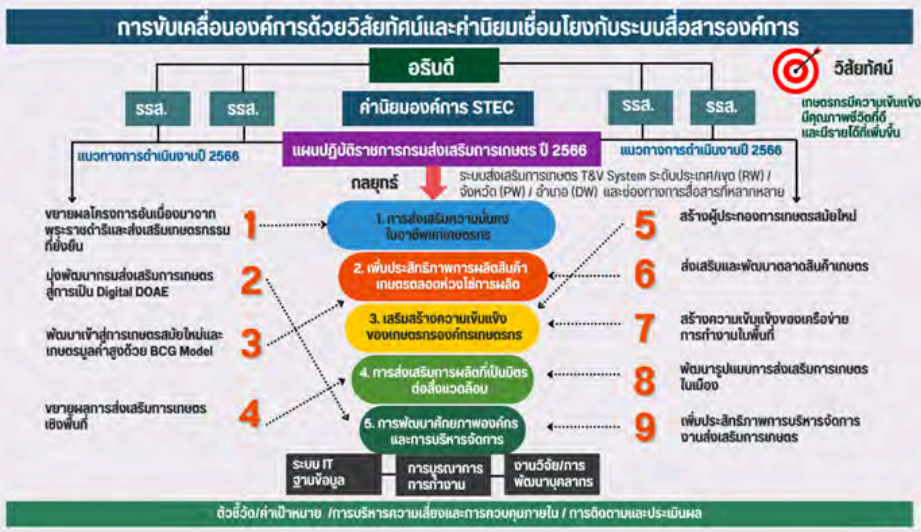 การขับเคลื่อนองค์การด้วยวิสัยทัศน์และค่านิยมเชื่อมโยงกับระบบสื่อสารองค์การ
อธิบดี
วิสัยทัศน์
เกษตรกรมีความเข้มแข็ง
มีคุณภาพชีวิตที่ดี
และมีรายได้ที่เพิ่มขึ้น
รธส.
รธส.
ค่านิยมองค์การ STEC
รธส.
รธส.
แนวทางการดำเนินงานปี 2566
แผนปฏิบัติราชการกรมส่งเสริมการเกษตร ปี 2566
แนวทางการดำเนินงานปี 2566
กลยุทธ์
ระบบส่งเสริมการเกษตร T&V System ระดับประเทศ/เขต (RW) /
จังหวัด (PW) / อำเภอ (DW) และช่องทางการสื่อสารที่หลากหลาย
ขยายผลโครงการอันเนื่องมาจาก
พระราชดำริและส่งเสริมเกษตรกรรม
ที่ยั่งยืน
1
มุ่งพัฒนากรมส่งเสริมการเกษตร
สู่การเป็น Digital DOAE
2
พัฒนาเข้าสู่การเกษตรสมัยใหม่และ
เกษตรมูลค่าสูงด้วย BCG Model
3
ขยายผลการส่งเสริมการเกษตร
เชิงพื้นที่
4
1. การส่งเสริมความมั่นคง
ในอาชีพแก่เกษตรกร
2. เพิ่มประสิทธิภาพการผลิตสินค้า
เกษตรตลอดห่วงโซ่การผลิต
3. เสริมสร้างความเข้มแข็ง
ของเกษตรกรองค์กรเกษตรกร
4. การส่งเสริมการผลิตที่เป็นมิตร
ต่อสิ่งแวดล้อม
5. การพัฒนาศักยภาพองค์กร
และการบริหารจัดการ
5
สร้างผู้ประกอบการเกษตรสมัยใหม่
6
ส่งเสริมและพัฒนาตลาดสินค้าเกษตร
7
สร้างความเข้มแข็งของเครือข่าย
การทำงานในพื้นที่
8
พัฒนารูปแบบการส่งเสริมการเกษตร
ในเมือง
9
เพิ่มประสิทธิภาพการบริหารจัดการ
งานส่งเสริมการเกษตร
ระบบ IT
ฐานข้อมูล
การบูรณาการ
การทำงาน
งานวิจัย/การ
พัฒนาบุคลากร
ตัวชี้วัด/ค่าเป้าหมาย /การบริหารความเสี่ยงและการควบคุมภายใน / การติดตามและประเมินผล